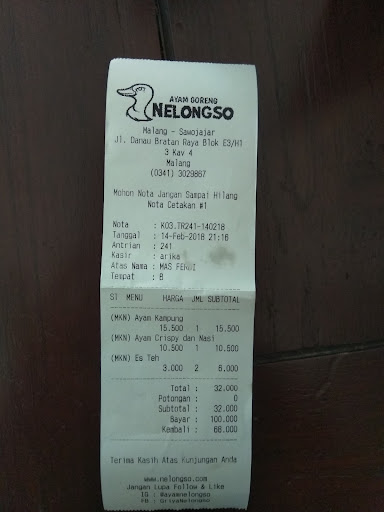 AYAM GORENG
NELONGSO
Malang - Sawojajar
Jl. Danau Bratan Raya Blok E3/H1
3 Kav 4
Malang
(0341) 3029867
Mohon Nota Jangan Sampai Hilang
Nota Cetakan #1
Nota : K03.TR241-140218
Tanggal : 14-Feb-2018 21:16
Antrian : 241
Kasir : arika
Atas Nama : MAS
Tempat : B
ST MENU HARGA JML SUBTOTAL
(MKN) Ayam Kampung
15.500 1 15.500
(MKN) Ayam Crispy dan Nasi
10.500 1 10.500
(MKN) Es Teh
3.000 2 6.000
Total : 32.000
Potongan : 0
Subtotal : 32.000
Bayar : 100.000
Kembali : 68.000
Terima Kasih Atas Kunjungan Anda
www.nelongso.com
Jangan Lupa Follow & Like
IG : @ayamnelongso
FB : GriyaNelongso